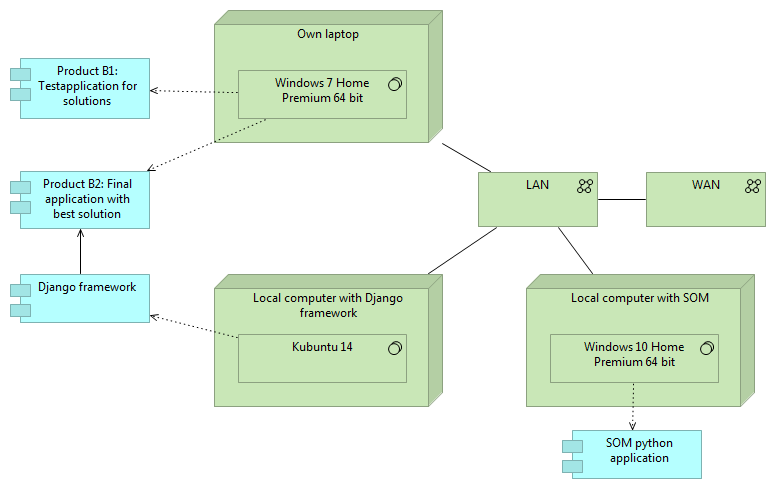 Own laptop
Windows 7 Home
Premium 64 bit
Product B1:
Testapplication for
solutions
Product B2: Final
application with
best solution
LAN
WAN
Django framework
Local computer with Django
framework
Kubuntu 14
Local computer with SOM
Windows 10 Home
Premium 64 bit
SOM python
application